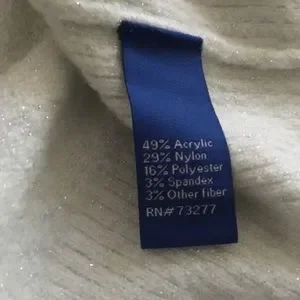 49% Acrylic
29% Nylon
16% Polyester
3% Spandex
3% Other fiber
RN# 73277